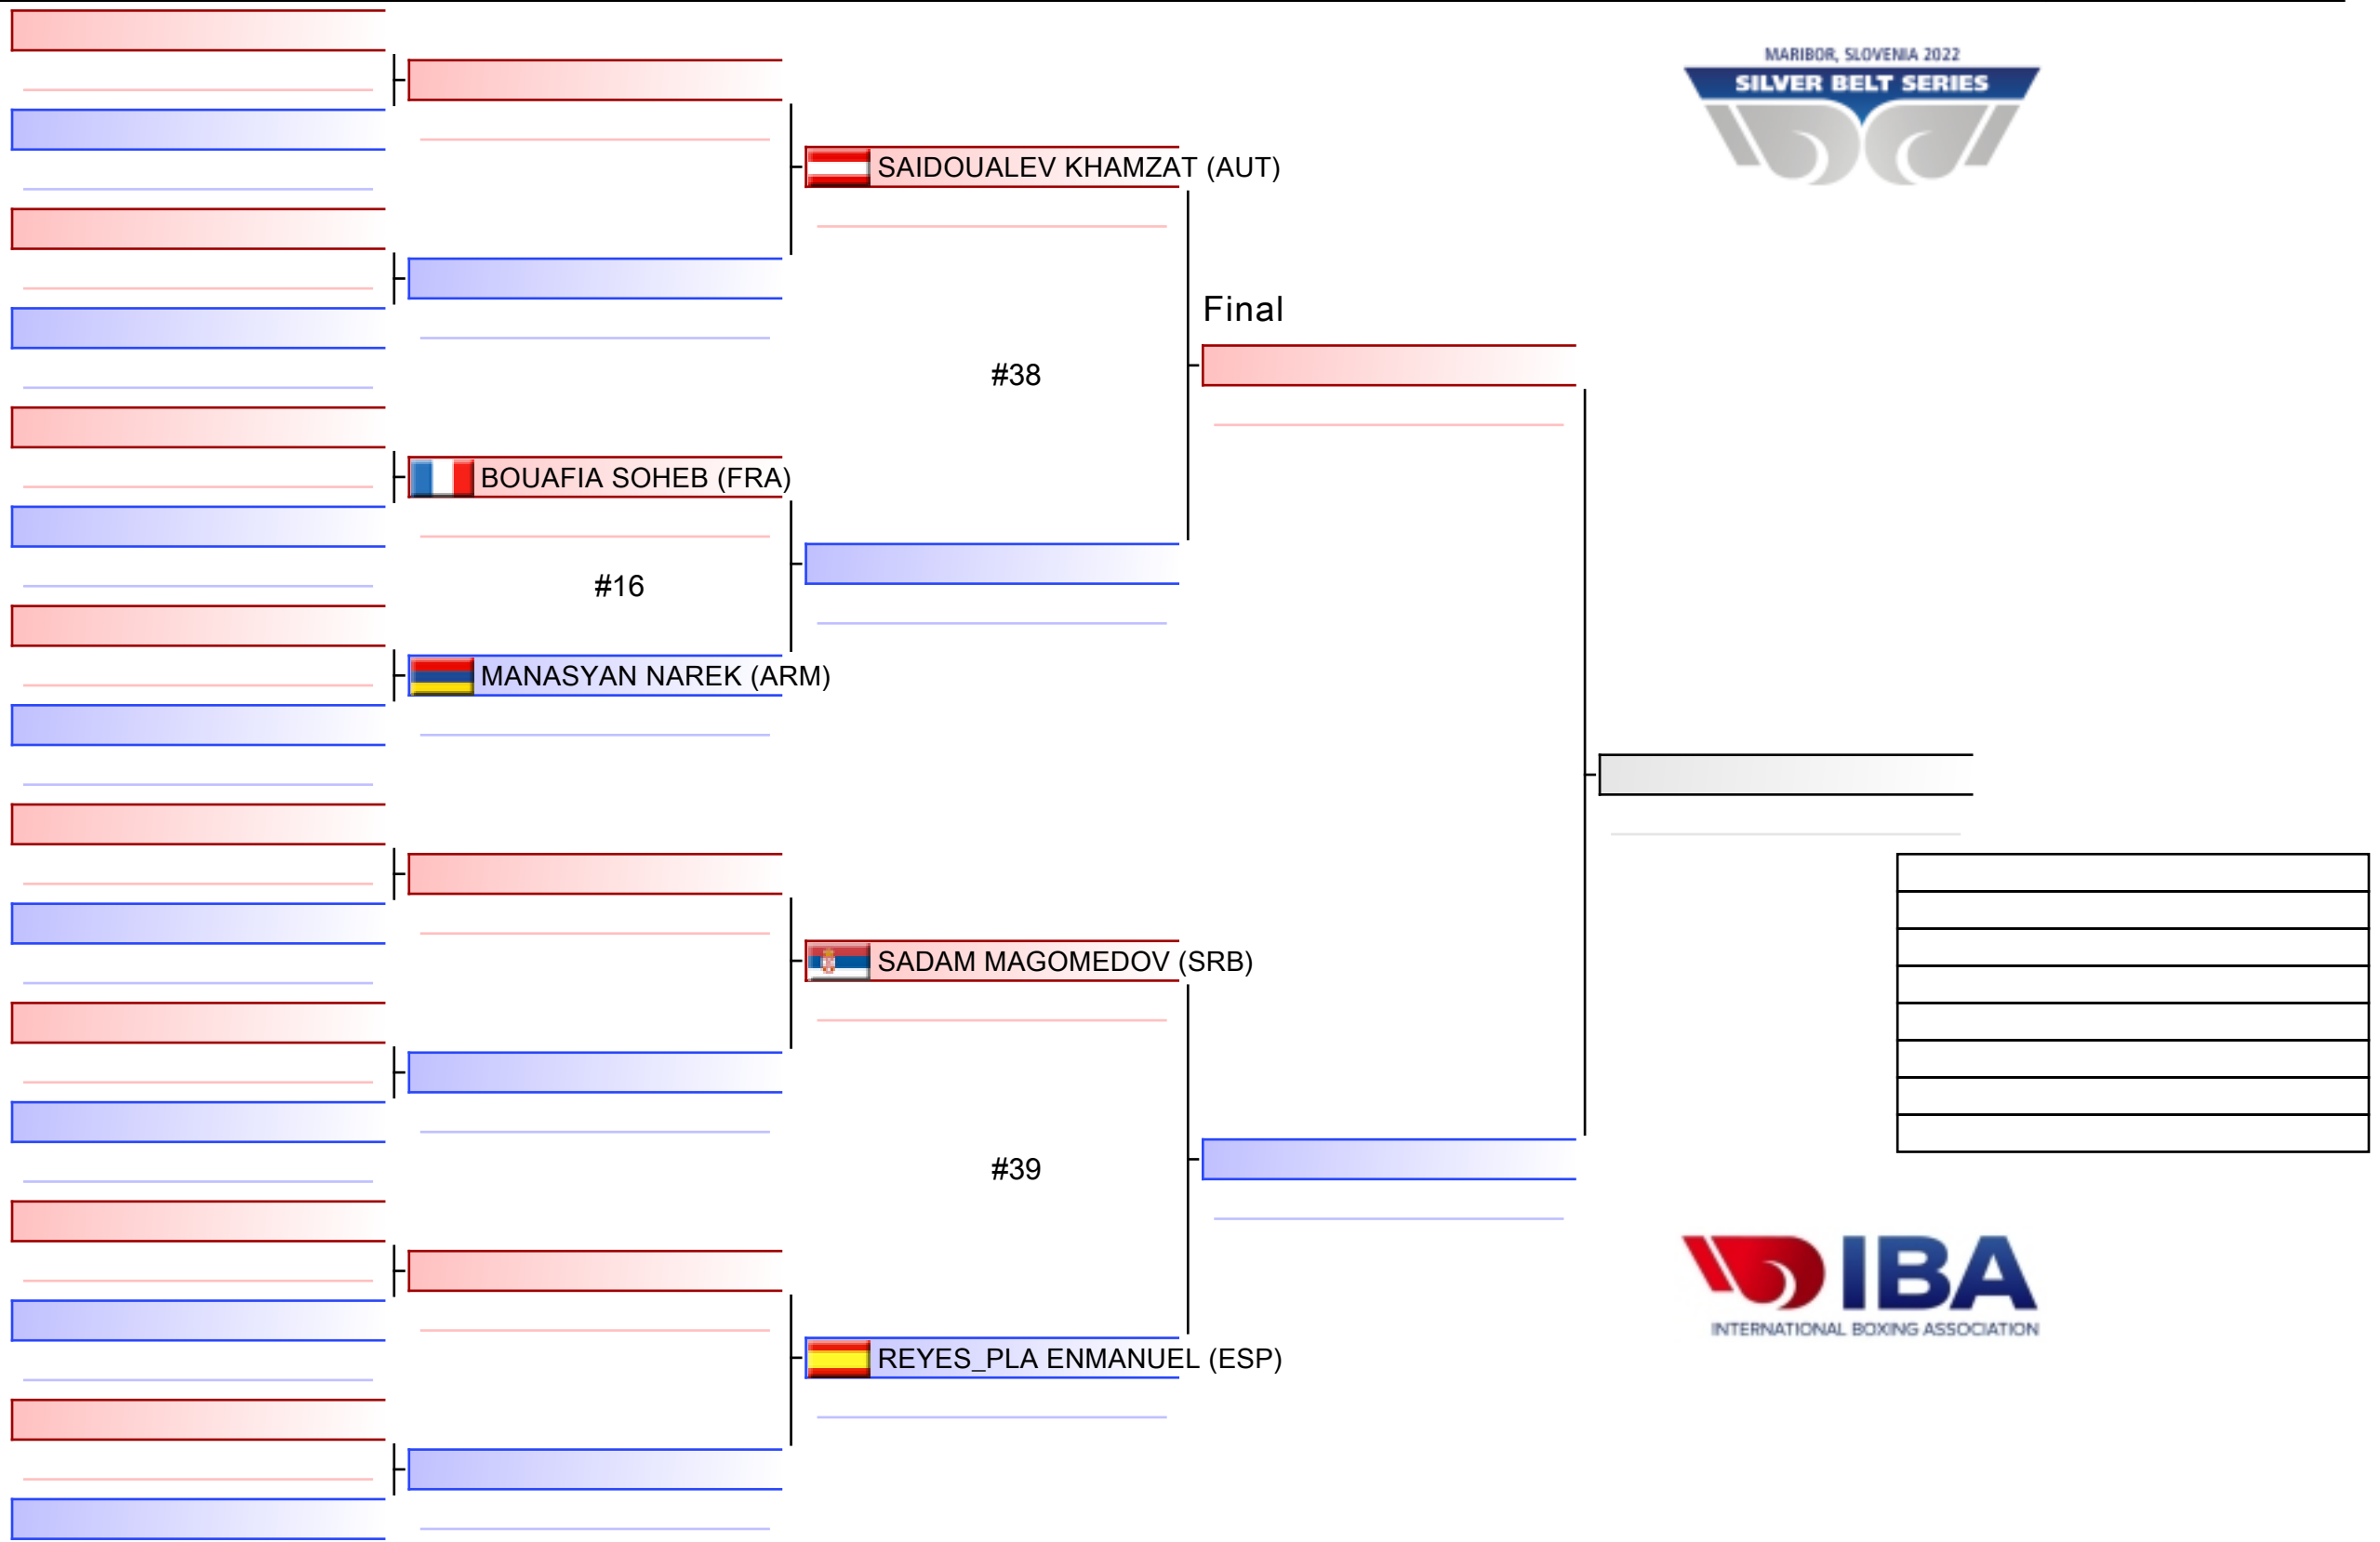 MARIBOR, SLOVENIA 2022
SILVER BELT SERIES
SAIDOUALEV KHAMZAT (AUT)
Final
#38
BOUAFIA SOHEB (FRA)
#16
MANASYAN NAREK (ARM)
SADAM MAGOMEDOV (SRB)
#39
IBA
INTERNATIONAL BOXING ASSOCIATION
REYES_PLA ENMANUEL (ESP)